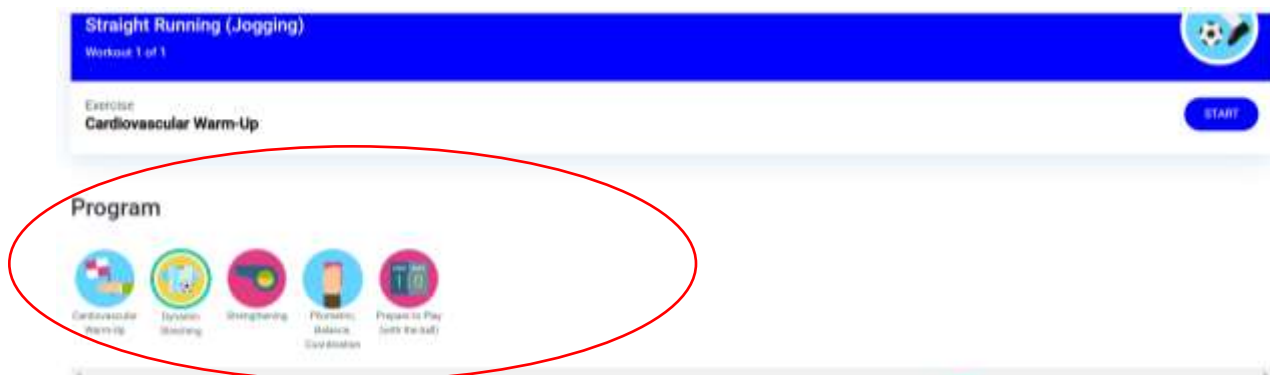 Straight Running (Jogging)
Workout 1 of 1
Exercise
Cardiovascular Warm-Up
START
Program
Cardiovascular
Warm-Up
Dynamic
Stretching
Strengthening
Plyometric,
Balance,
Coordination
Prepare to Play
(with the ball)